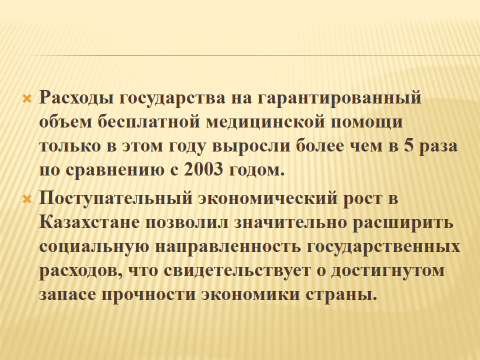 Расходы государства на гарантированный
объем бесплатной медицинской помощи
только в этом году выросли более чем в 5 раза
по сравнению с 2003 годом.
Поступательный экономический рост в
Казахстане позволил значительно расширить
социальную направленность государственных
расходов, что свидетельствует о достигнутом
запасе прочности экономики страны.